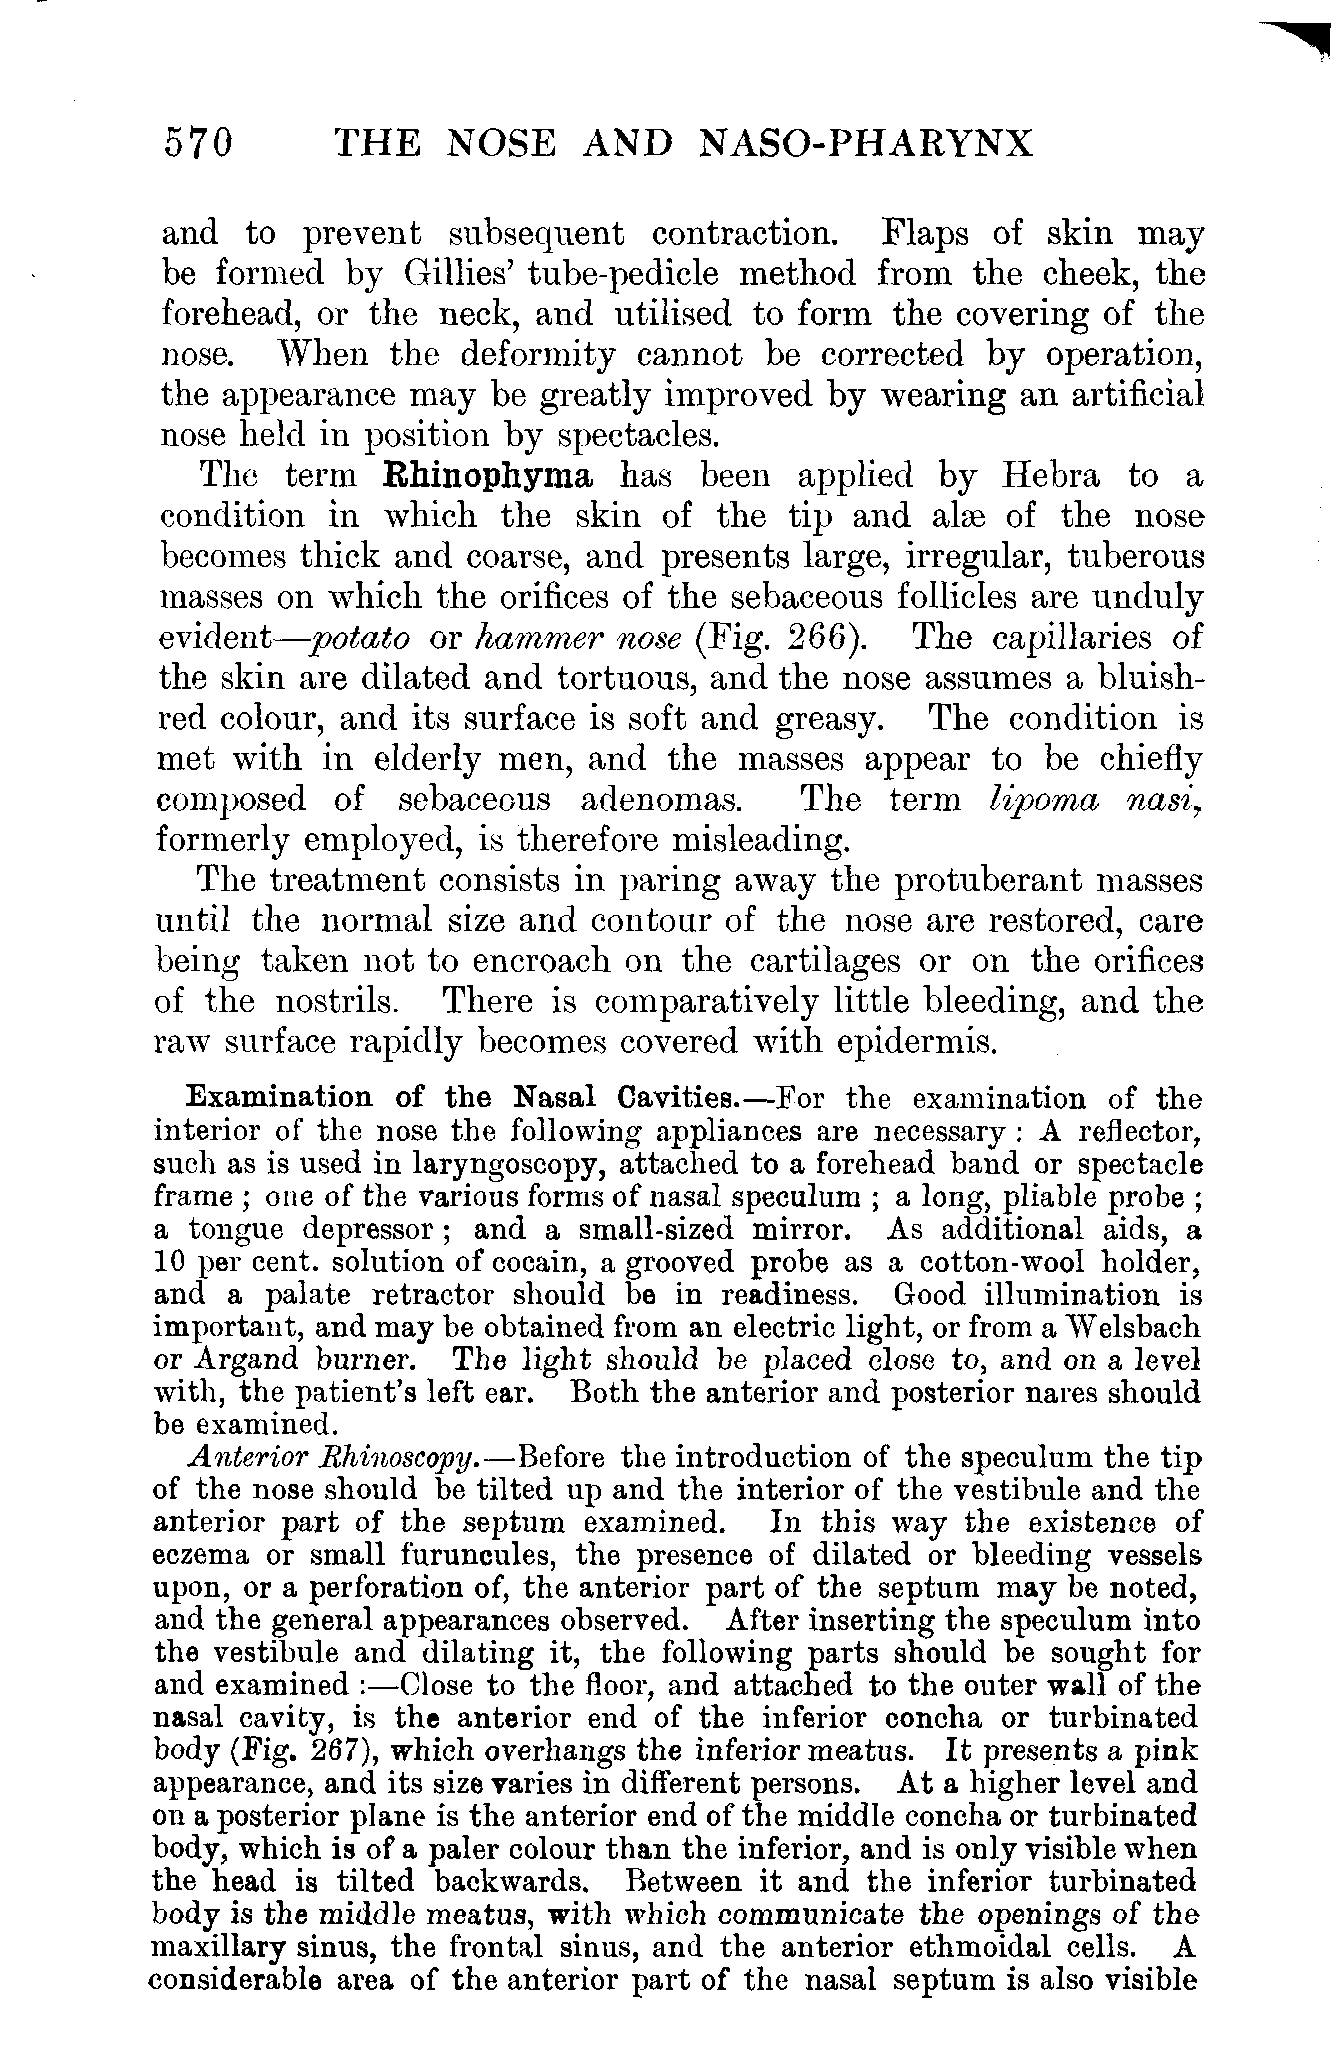 570 THE NOSE AND NASO-PHARYNX
and to prevent subsequent contraction. Flaps of skin may
be formed by Gillies' tube-pedicle method from the cheek, the
forehead, or the neck, and utilised to form the covering of the
nose. When the deformity cannot be corrected by operation,
the appearance may be greatly improved by wearing an artificial
nose held in position by spectacles.
The term Rhinophyma has been applied by Hebra to a
condition in which the skin of the tip and alæ of the nose
becomes thick and coarse, and presents large, irregular, tuberous
masses on which the orifices of the sebaceous follicles are unduly
evident—potato or hammer nose (Fig. 266). The capillaries of
the skin are dilated and tortuous, and the nose assumes a bluish-
red colour, and its surface is soft and greasy. The condition is
met with in elderly men, and the masses appear to be chiefly
composed of sebaceous adenomas. The term lipoma nasi,
formerly employed, is therefore misleading.
The treatment consists in paring away the protuberant masses
until the normal size and contour of the nose are restored, care
being taken not to encroach on the cartilages or on the orifices
of the nostrils. There is comparatively little bleeding, and the
raw surface rapidly becomes covered with epidermis.
Examination of the Nasal Cavities.—For the examination of the
interior of the nose the following appliances are necessary : A reflector,
such as is used in laryngoscopy, attached to a forehead band or spectacle
frame ; one of the various forms of nasal speculum ; a long, pliable probe ;
a tongue depressor ; and a small-sized mirror. As additional aids, a
10 per cent. solution of cocain, a grooved probe as a cotton-wool holder,
and a palate retractor should be in readiness. Good illumination is
important, and may be obtained from an electric light, or from a Welsbach
or Argand burner. The light should be placed close to, and on a level
with, the patient's left ear. Both the anterior and posterior nares should
be examined.
Anterior Rhinoscopy.—Before the introduction of the speculum the tip
of the nose should be tilted up and the interior of the vestibule and the
anterior part of the septum examined. In this way the existence of
eczema or small furuncules, the presence of dilated or bleeding vessels
upon, or a perforation of, the anterior part of the septum may be noted,
and the general appearances observed. After inserting the speculum into
the vestibule and dilating it, the following parts should be sought for
and examined :—Close to the floor, and attached to the outer wall of the
nasal cavity, is the anterior end of the inferior concha or turbinated
body (Fig. 267), which overhangs the inferior meatus. It presents a pink
appearance, and its size varies in different persons. At a higher level and
on a posterior plane is the anterior end of the middle concha or turbinated
body, which is of a paler colour than the inferior, and is only visible when
the head is tilted backwards. Between it and the inferior turbinated
body is the middle meatus, with which communicate the openings of the
maxillary sinus, the frontal sinus, and the anterior ethmoidal cells. A
considerable area of the anterior part of the nasal septum is also visible